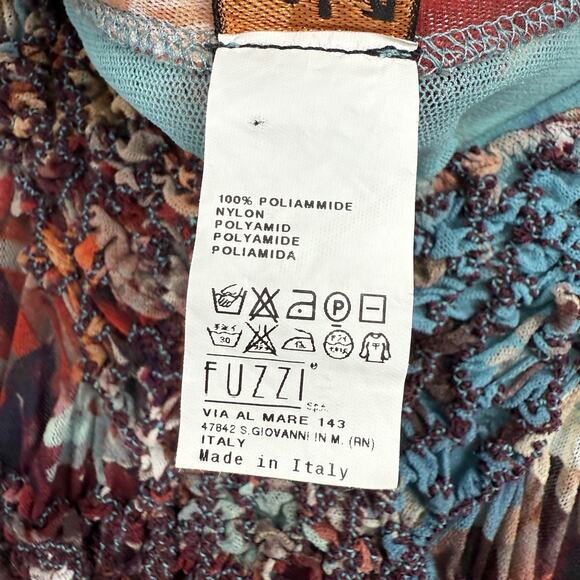 100% POLIAMMIDE
NYLON
POLYAMID
POLYAMIDE
POLIAMIDA
P
30
FUZZI
S.p.A.
VIA AL MARE 143
47842 S.GIOVANNI IN M. (RN)
ITALY
Made in Italy